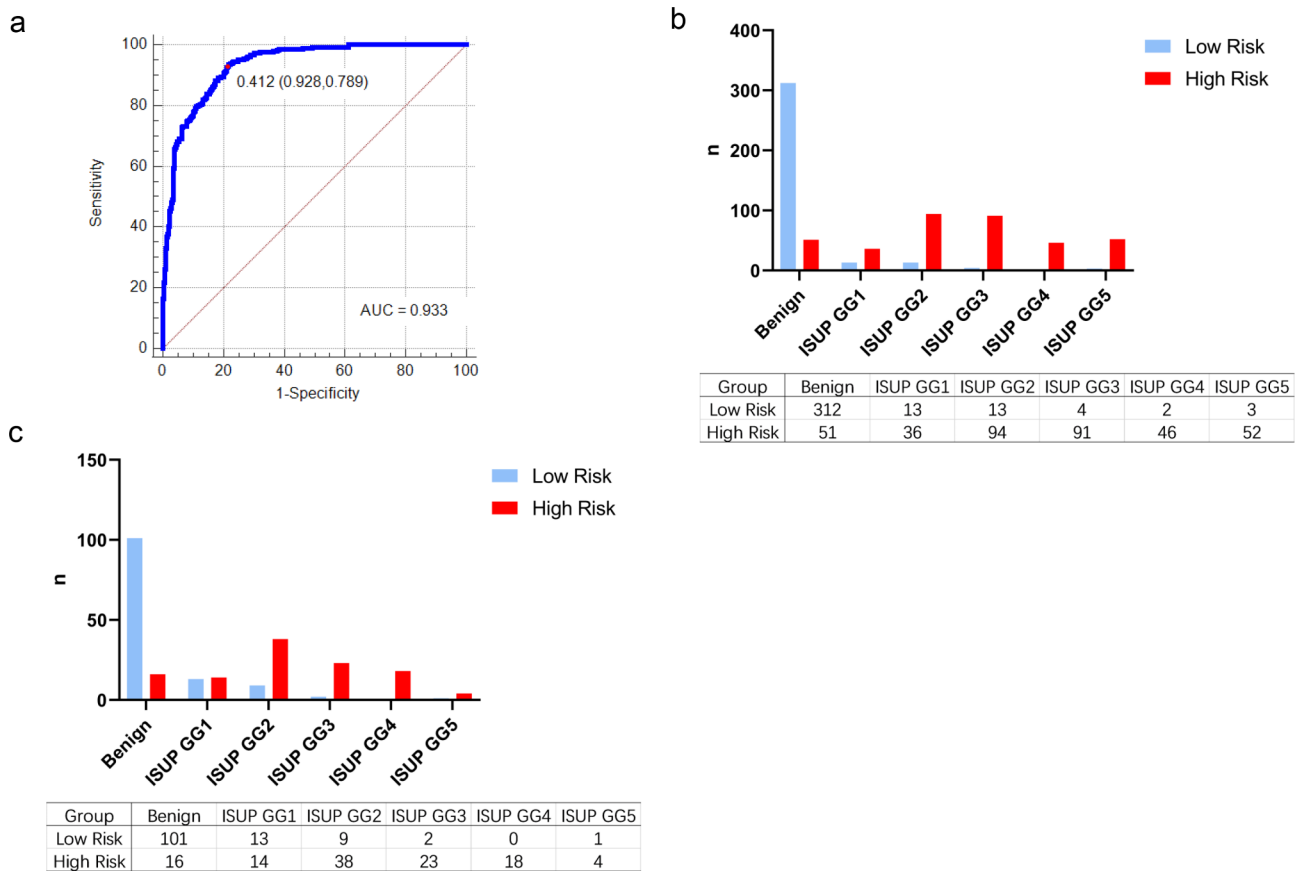 a
100
80
60
40
20
0
Sensitivity
0.412 (0.928,0.789)
AUC = 0.933
0 20 40 60 80 100
1-Specificity
b
400
300
200
100
0
n
Low Risk
High Risk
Benign ISUP GG1 ISUP GG2 ISUP GG3 ISUP GG4 ISUP GG5
Group Benign ISUP GG1 ISUP GG2 ISUP GG3 ISUP GG4 ISUP GG5
Low Risk 312 13 13 4 2 3
High Risk 51 36 94 91 46 52
c
150
100
50
0
n
Low Risk
High Risk
Benign ISUP GG1 ISUP GG2 ISUP GG3 ISUP GG4 ISUP GG5
Group Benign ISUP GG1 ISUP GG2 ISUP GG3 ISUP GG4 ISUP GG5
Low Risk 101 13 9 2 0 1
High Risk 16 14 38 23 18 4